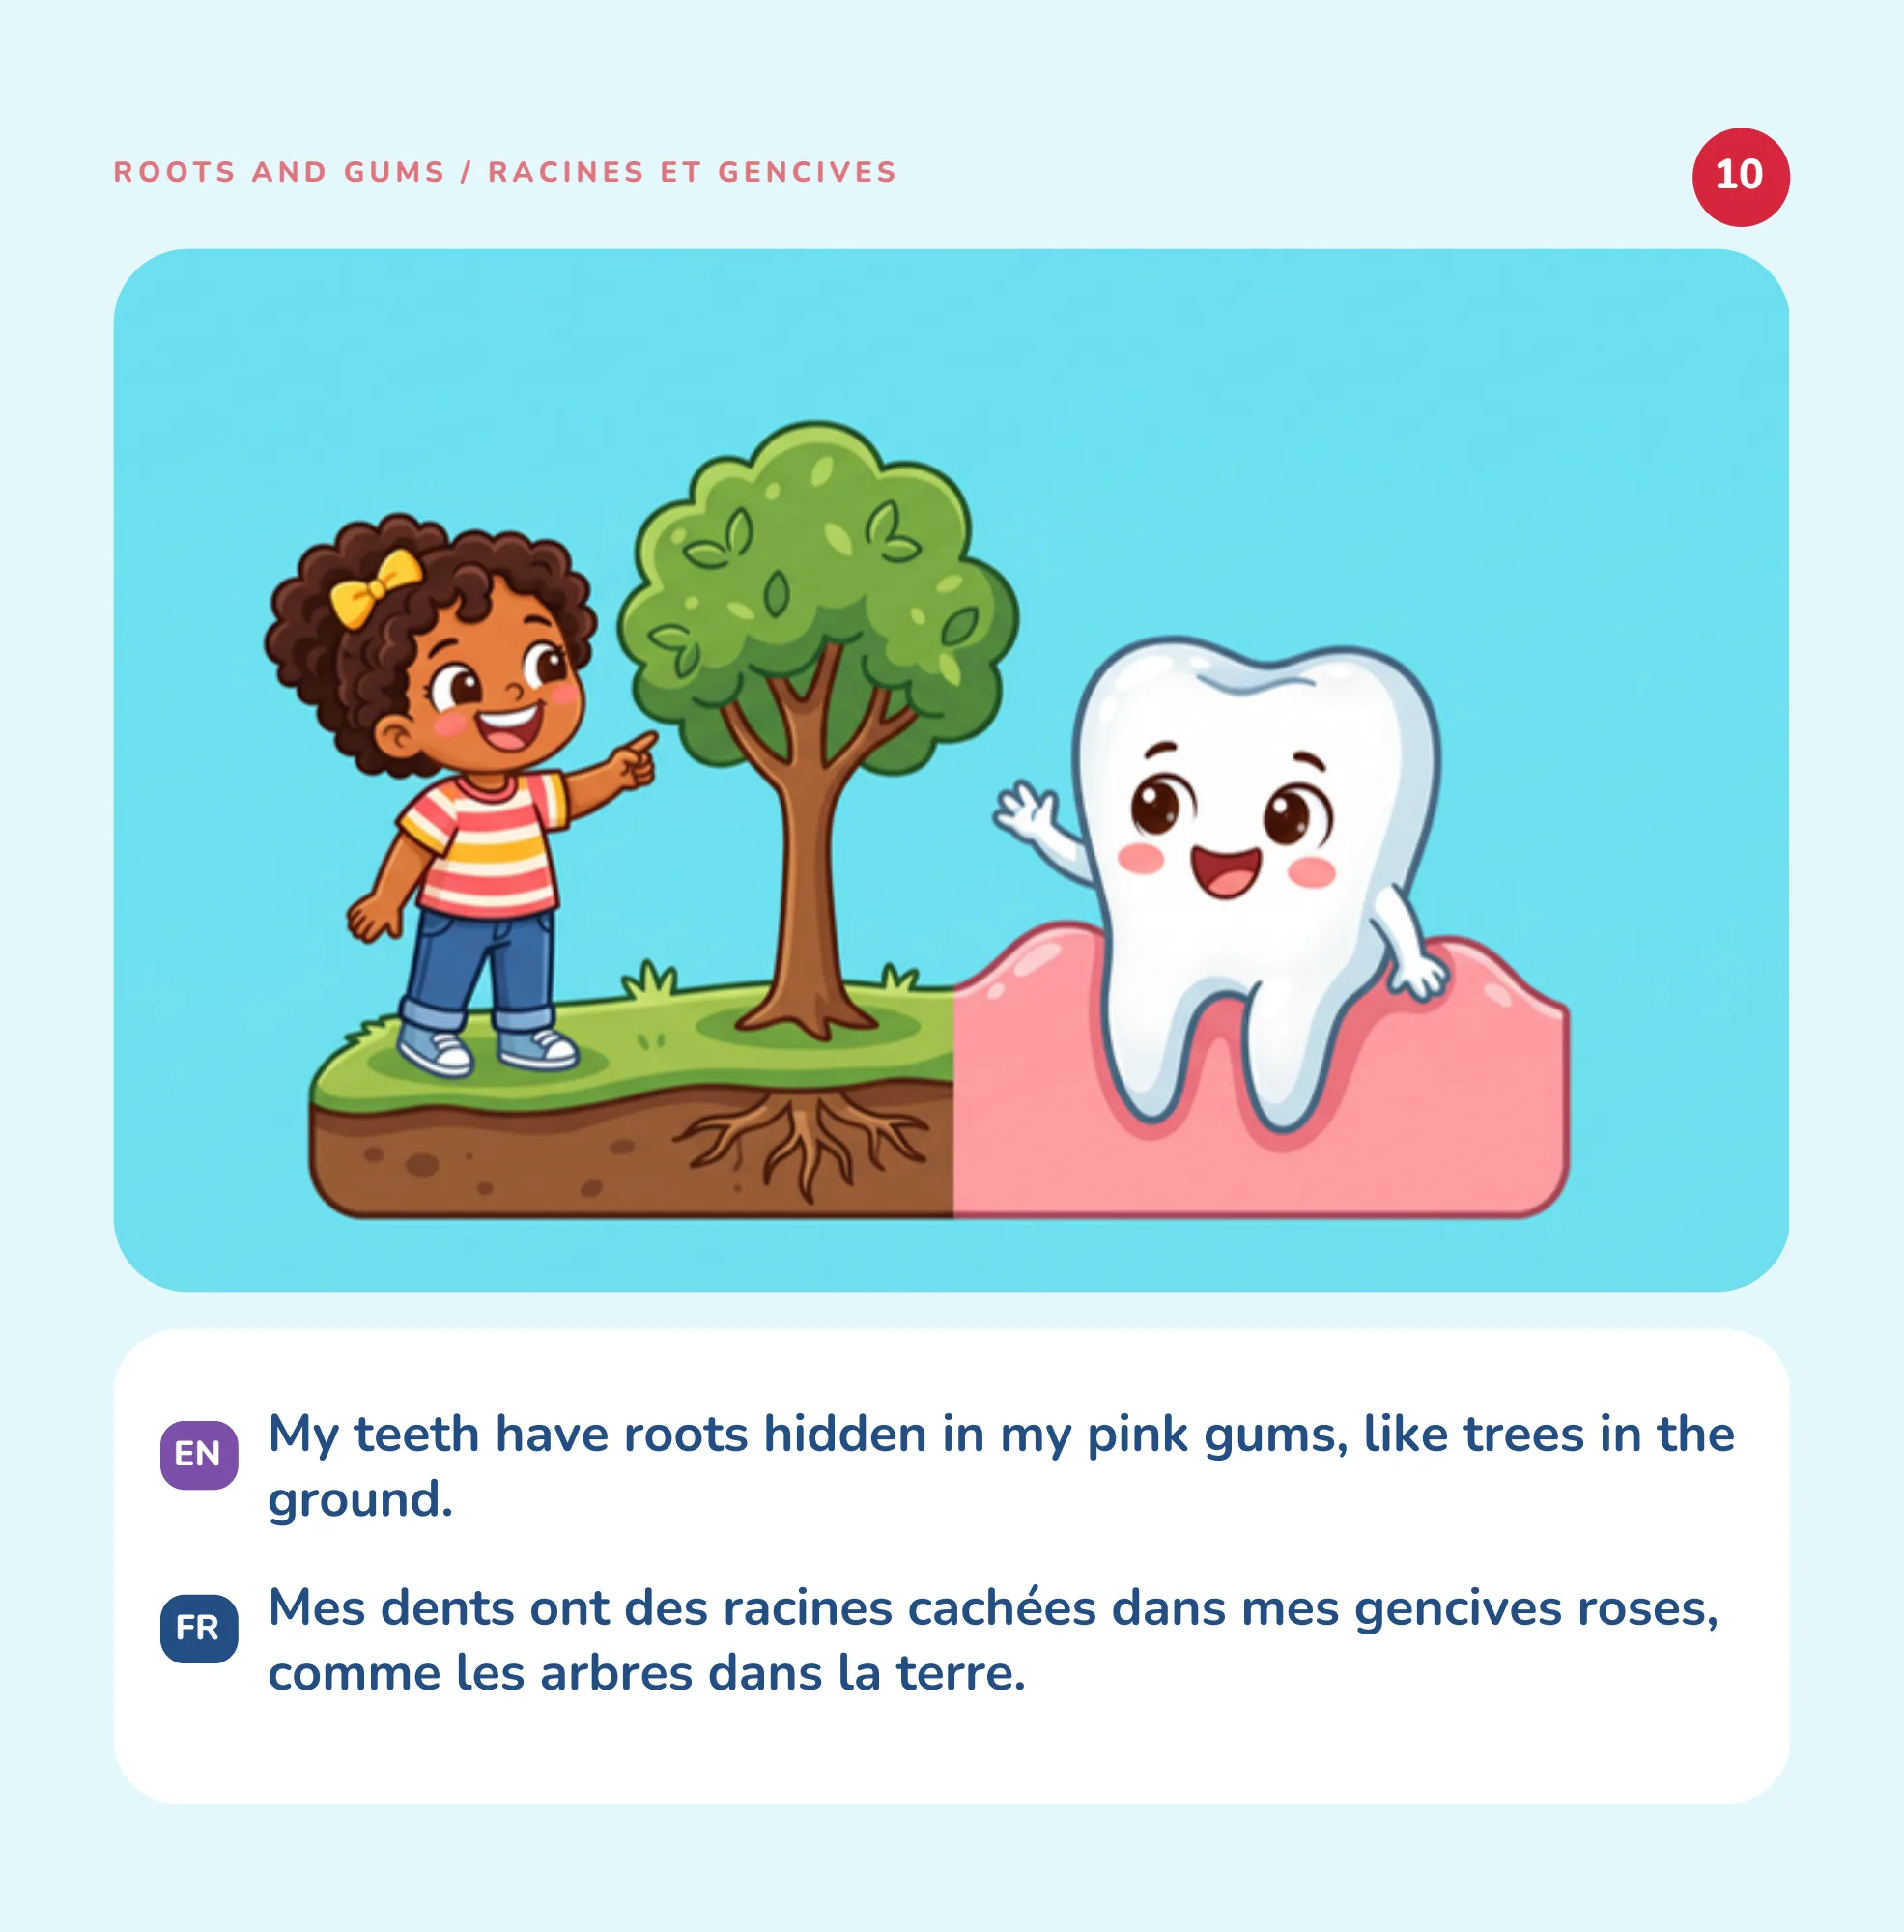 ROOTS AND GUMS / RACINES ET GENCIVES
10
EN
My teeth have roots hidden in my pink gums, like trees in the
ground.
FR
Mes dents ont des racines cachées dans mes gencives roses,
comme les arbres dans la terre.